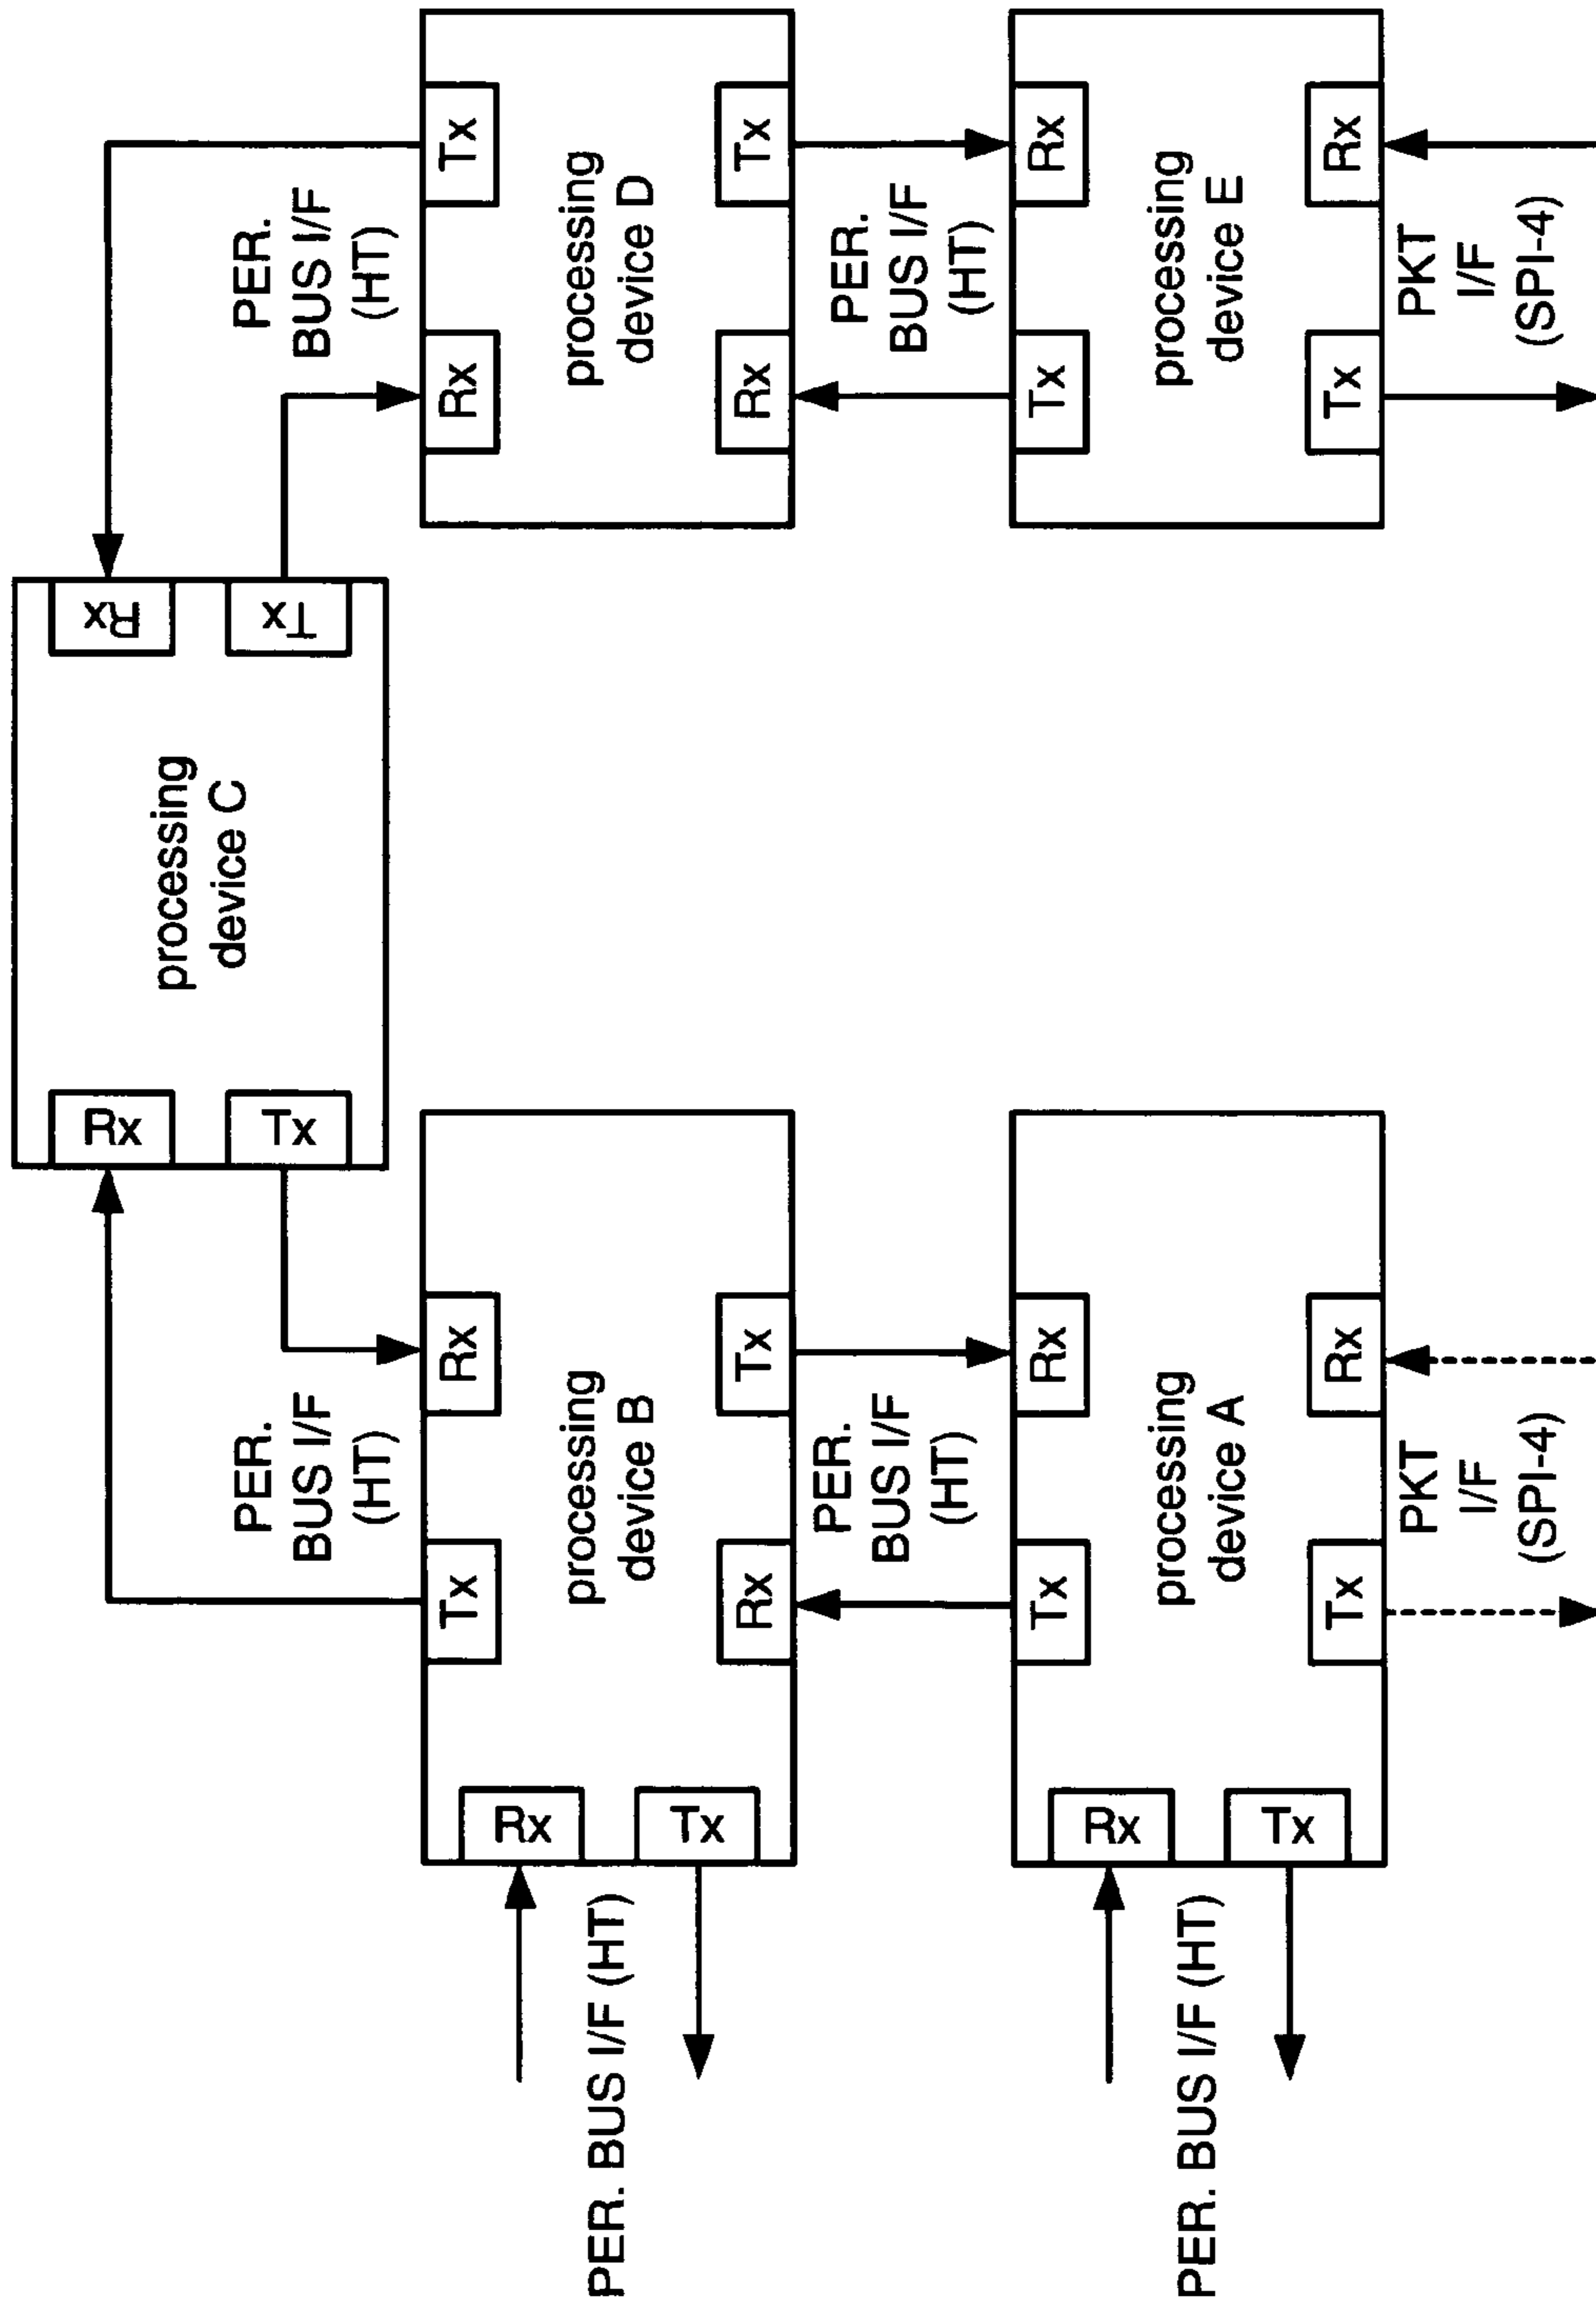 Rx
Tx
processing
device C
Rx
Tx
PER.
BUS I/F
(HT)
PER.
BUS I/F
(HT)
Tx
Rx
processing
device B
Rx
Tx
Rx
Tx
PER. BUS I/F (HT)
Rx
Tx
processing
device D
Rx
Tx
PER.
BUS I/F
(HT)
PER.
BUS I/F
(HT)
Tx
Rx
processing
device A
Tx
Rx
Rx
Tx
PER. BUS I/F (HT)
Tx
Rx
processing
device E
Tx
Rx
PKT
I/F
(SPI-4)
PKT
I/F
(SPI-4)